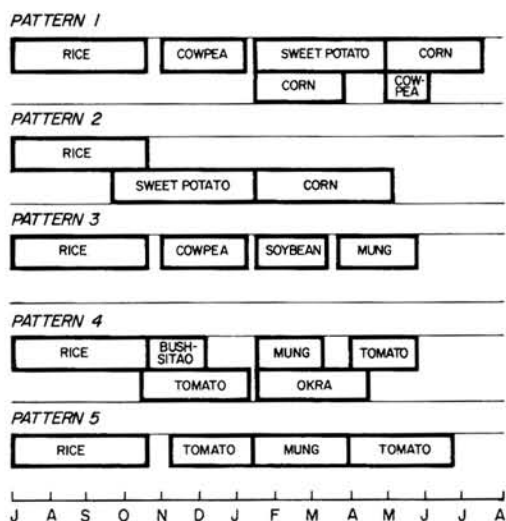 PATTERN 1
RICE COWPEA SWEET POTATO CORN
CORN COW-
PEA
PATTERN 2
RICE
SWEET POTATO CORN
PATTERN 3
RICE COWPEA SOYBEAN MUNG
PATTERN 4
RICE BUSH-
SITAO MUNG TOMATO
TOMATO OKRA
PATTERN 5
RICE TOMATO MUNG TOMATO
J A S O N D J F M A M J J A